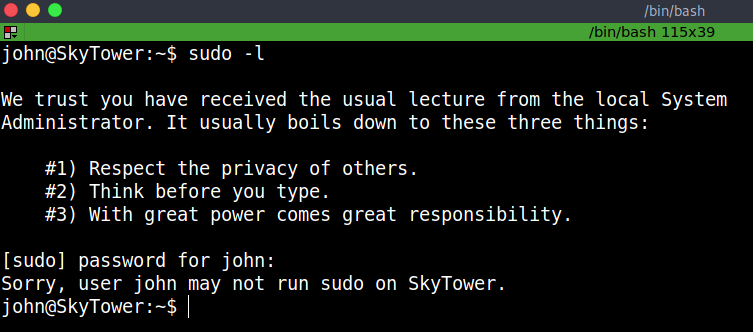 /bin/bash
/bin/bash 115x39
john@SkyTower:~$ sudo -l
We trust you have received the usual lecture from the local System
Administrator. It usually boils down to these three things:
#1) Respect the privacy of others.
#2) Think before you type.
#3) With great power comes great responsibility.
[sudo] password for john:
Sorry, user john may not run sudo on SkyTower.
john@SkyTower:~$